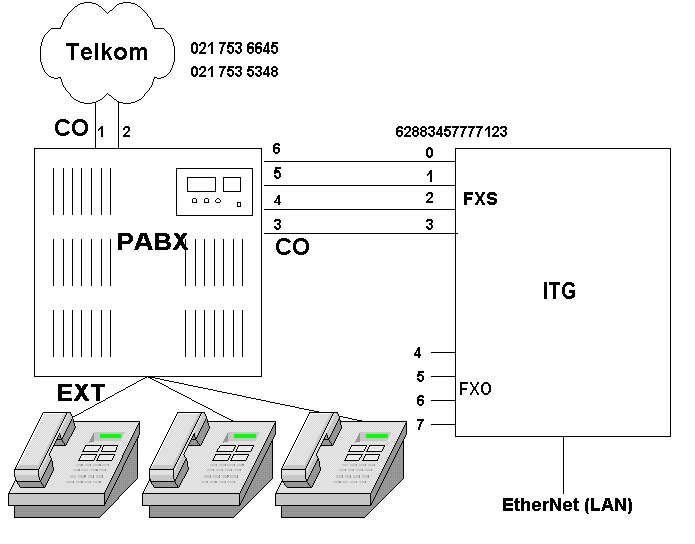 Telkom
021 753 6645
021 753 5348
CO 1 2
62883457777123
6 0
5 1
4 2 FXS
3 3
PABX
CO
ITG
4
5
FXO
6
7
EXT
EtherNet (LAN)